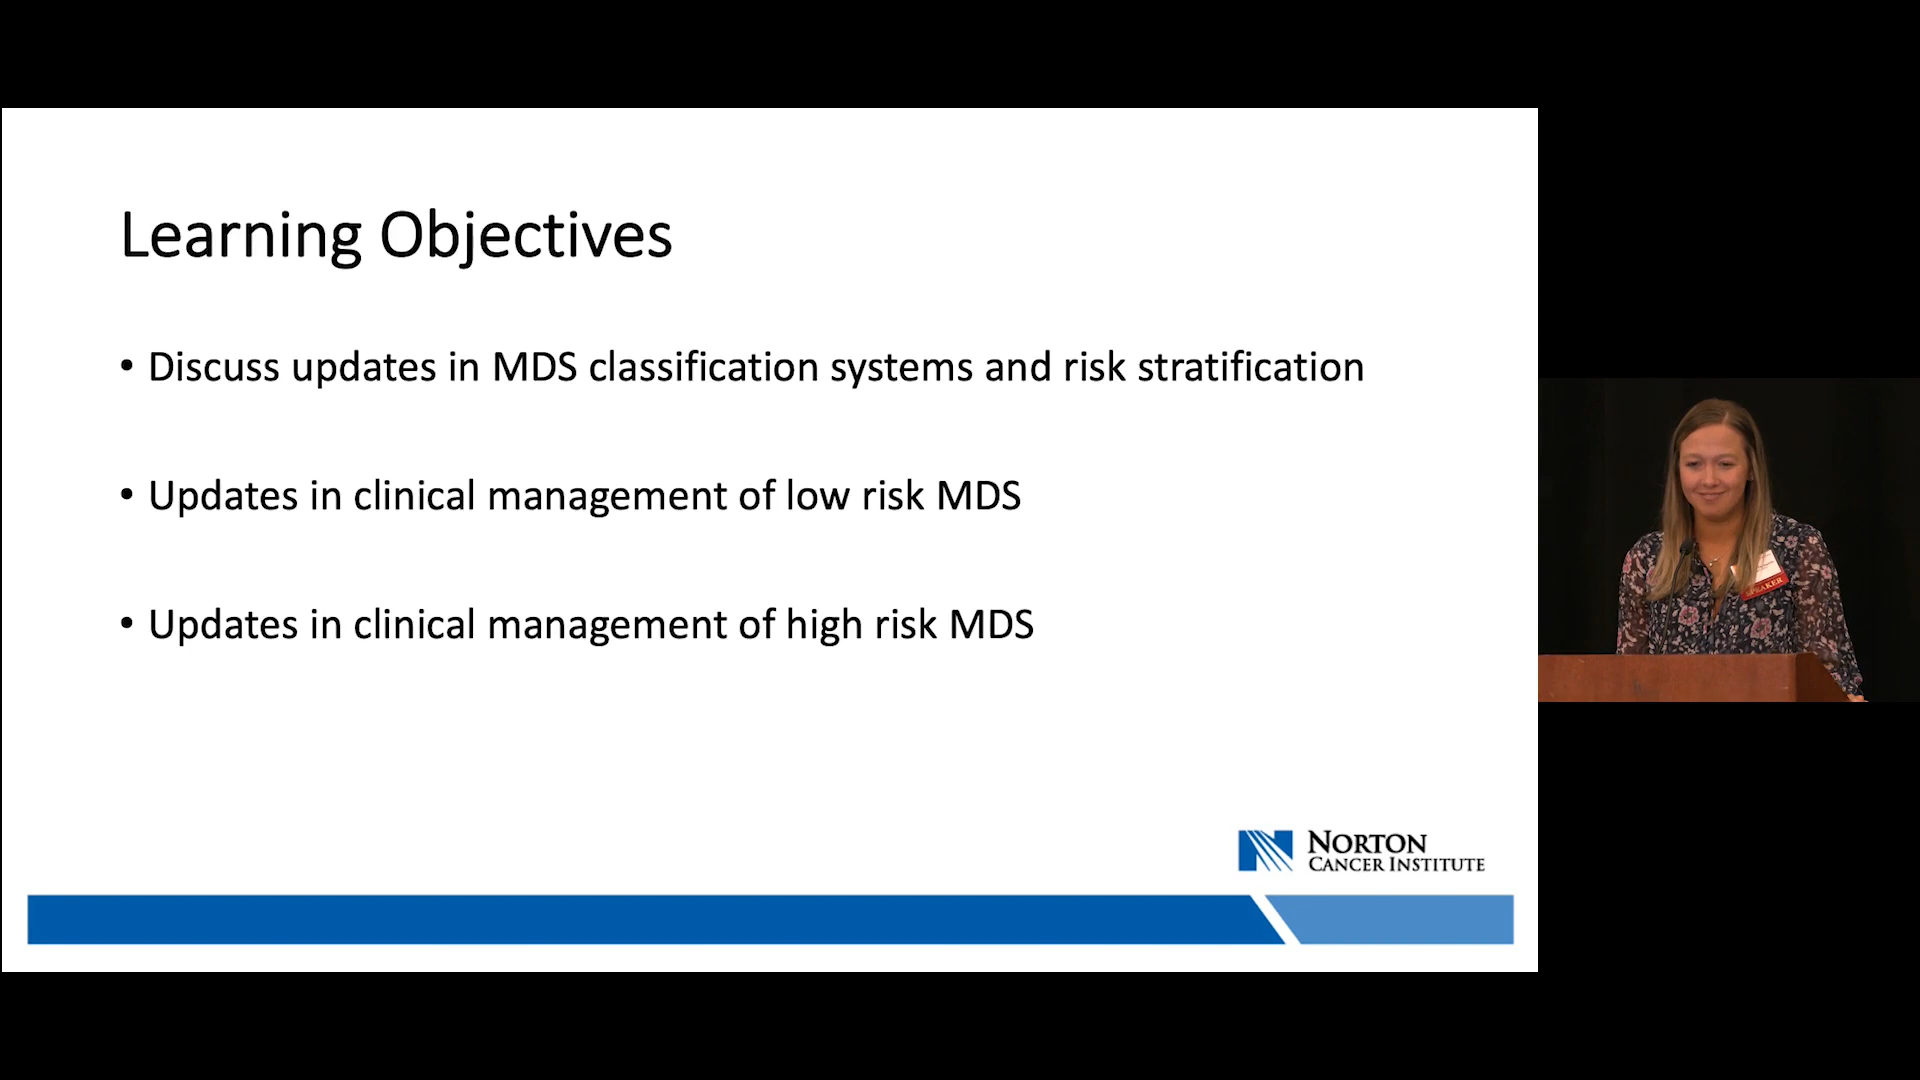 Learning Objectives
• Discuss updates in MDS classification systems and risk stratification
• Updates in clinical management of low risk MDS
• Updates in clinical management of high risk MDS
NORTON
CANCER INSTITUTE
SPEAKER